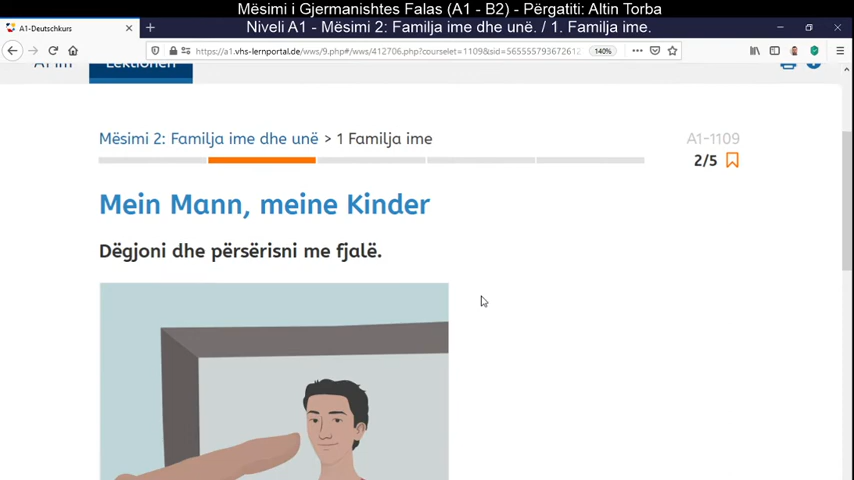 Mësimi i Gjermanishtes Falas (A1 - B2) - Përgatiti: Altin Torba
A1-Deutschkurs
Niveli A1 - Mësimi 2: Familja ime dhe unë. / 1. Familja ime.
https://a1.vhs-lernportal.de/wws/9.php#/wws/412706.php?courselet=1109&sid=565555793672612
140%
Lektionen
Mësimi 2: Familja ime dhe unë > 1 Familja ime
A1-1109
2/5
Mein Mann, meine Kinder
Dëgjoni dhe përsërisni me fjalë.